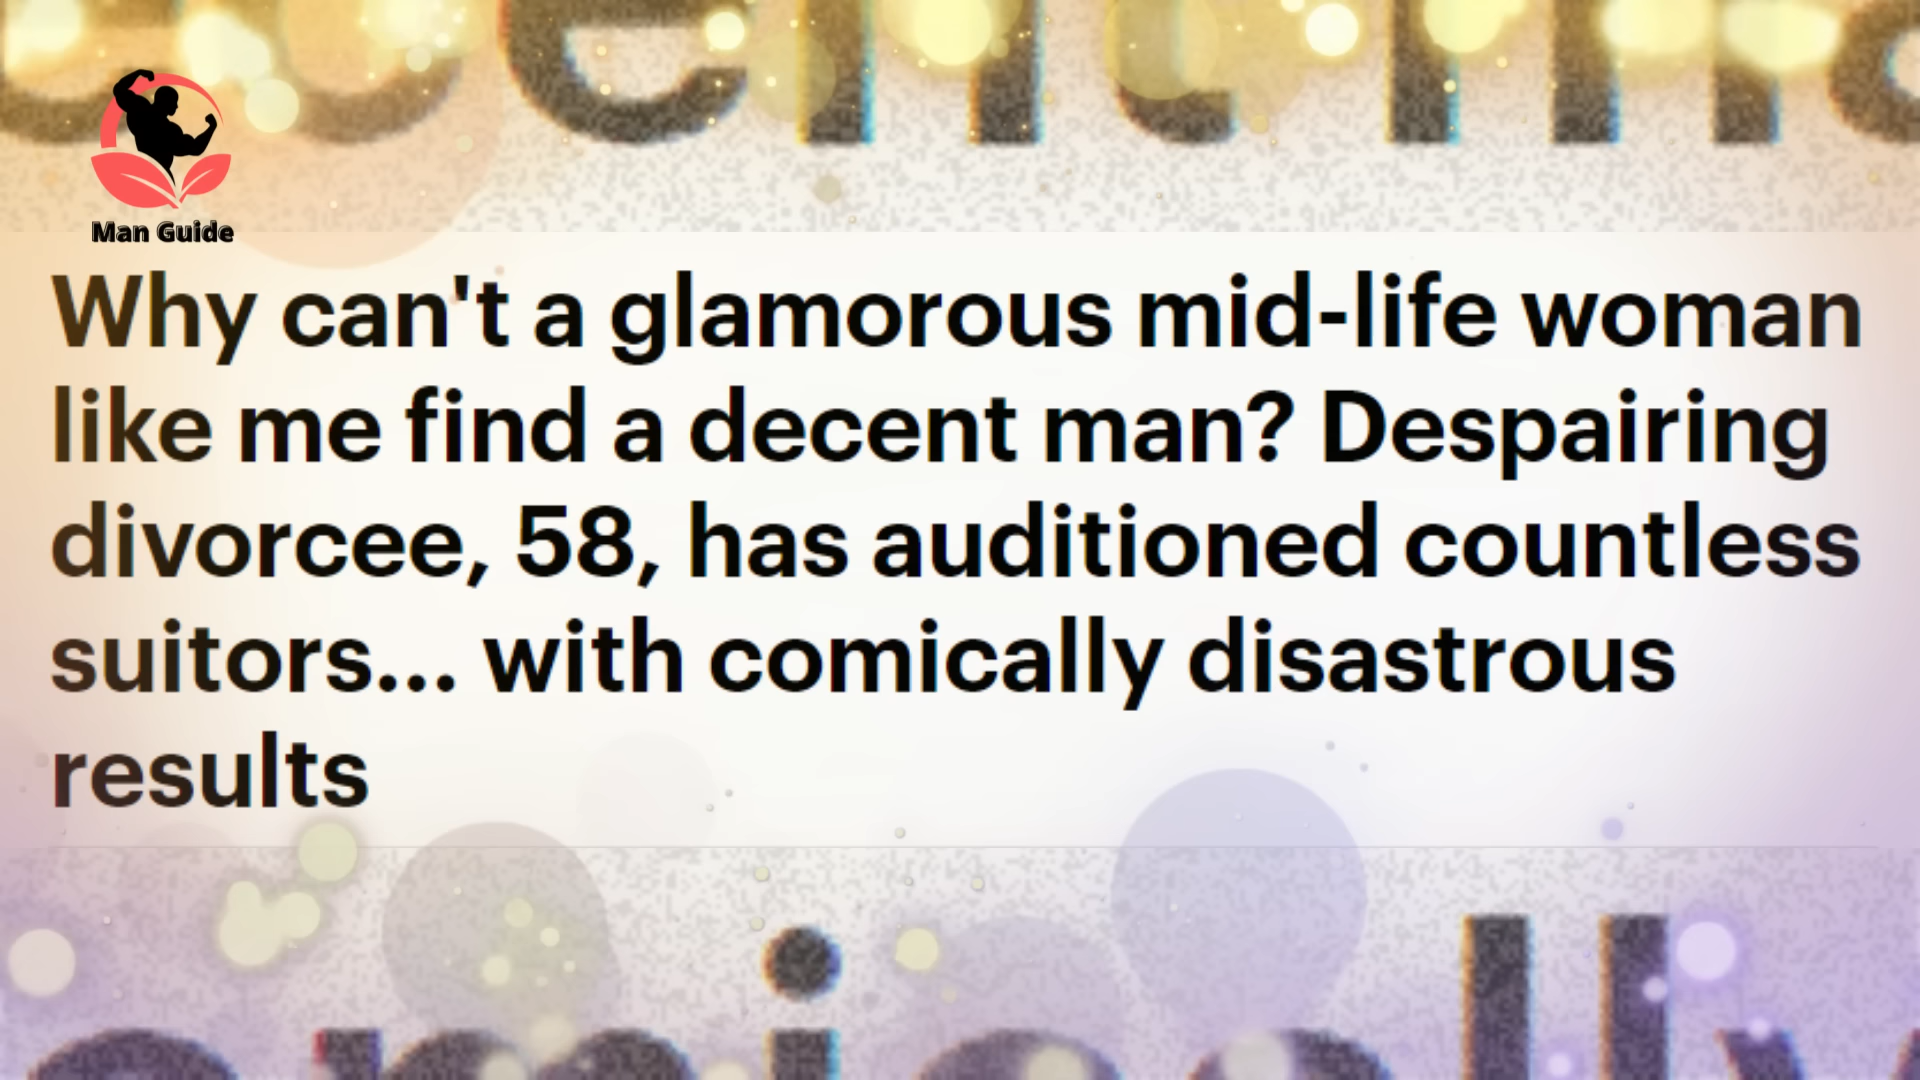 Man Guide
Why can't a glamorous mid-life woman
like me find a decent man? Despairing
divorcee, 58, has auditioned countless
suitors... with comically disastrous
results